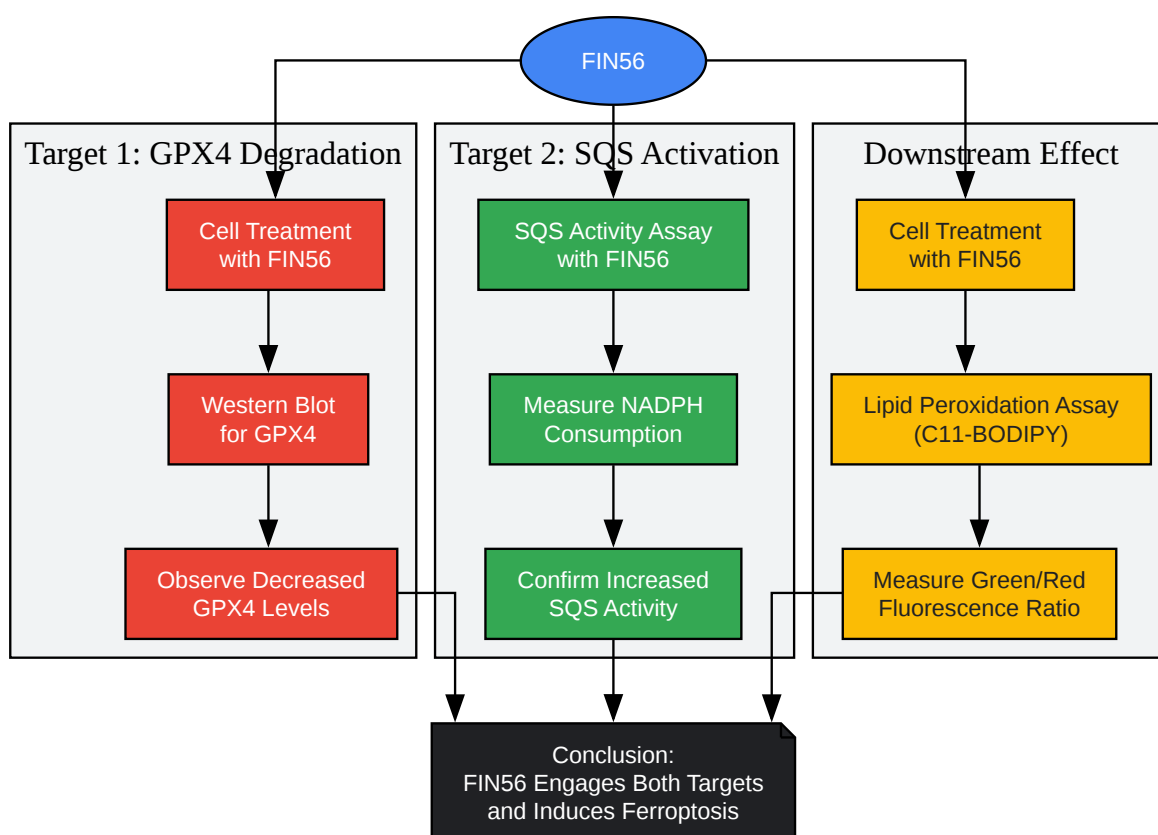 FIN56
Target 1: GPX4 Degradation
Cell Treatment
with FIN56
Western Blot
for GPX4
Observe Decreased
GPX4 Levels
Target 2: SQS Activation
SQS Activity Assay
with FIN56
Measure NADPH
Consumption
Confirm Increased
SQS Activity
Downstream Effect
Cell Treatment
with FIN56
Lipid Peroxidation Assay
(C11-BODIPY)
Measure Green/Red
Fluorescence Ratio
Conclusion:
FIN56 Engages Both Targets
and Induces Ferroptosis